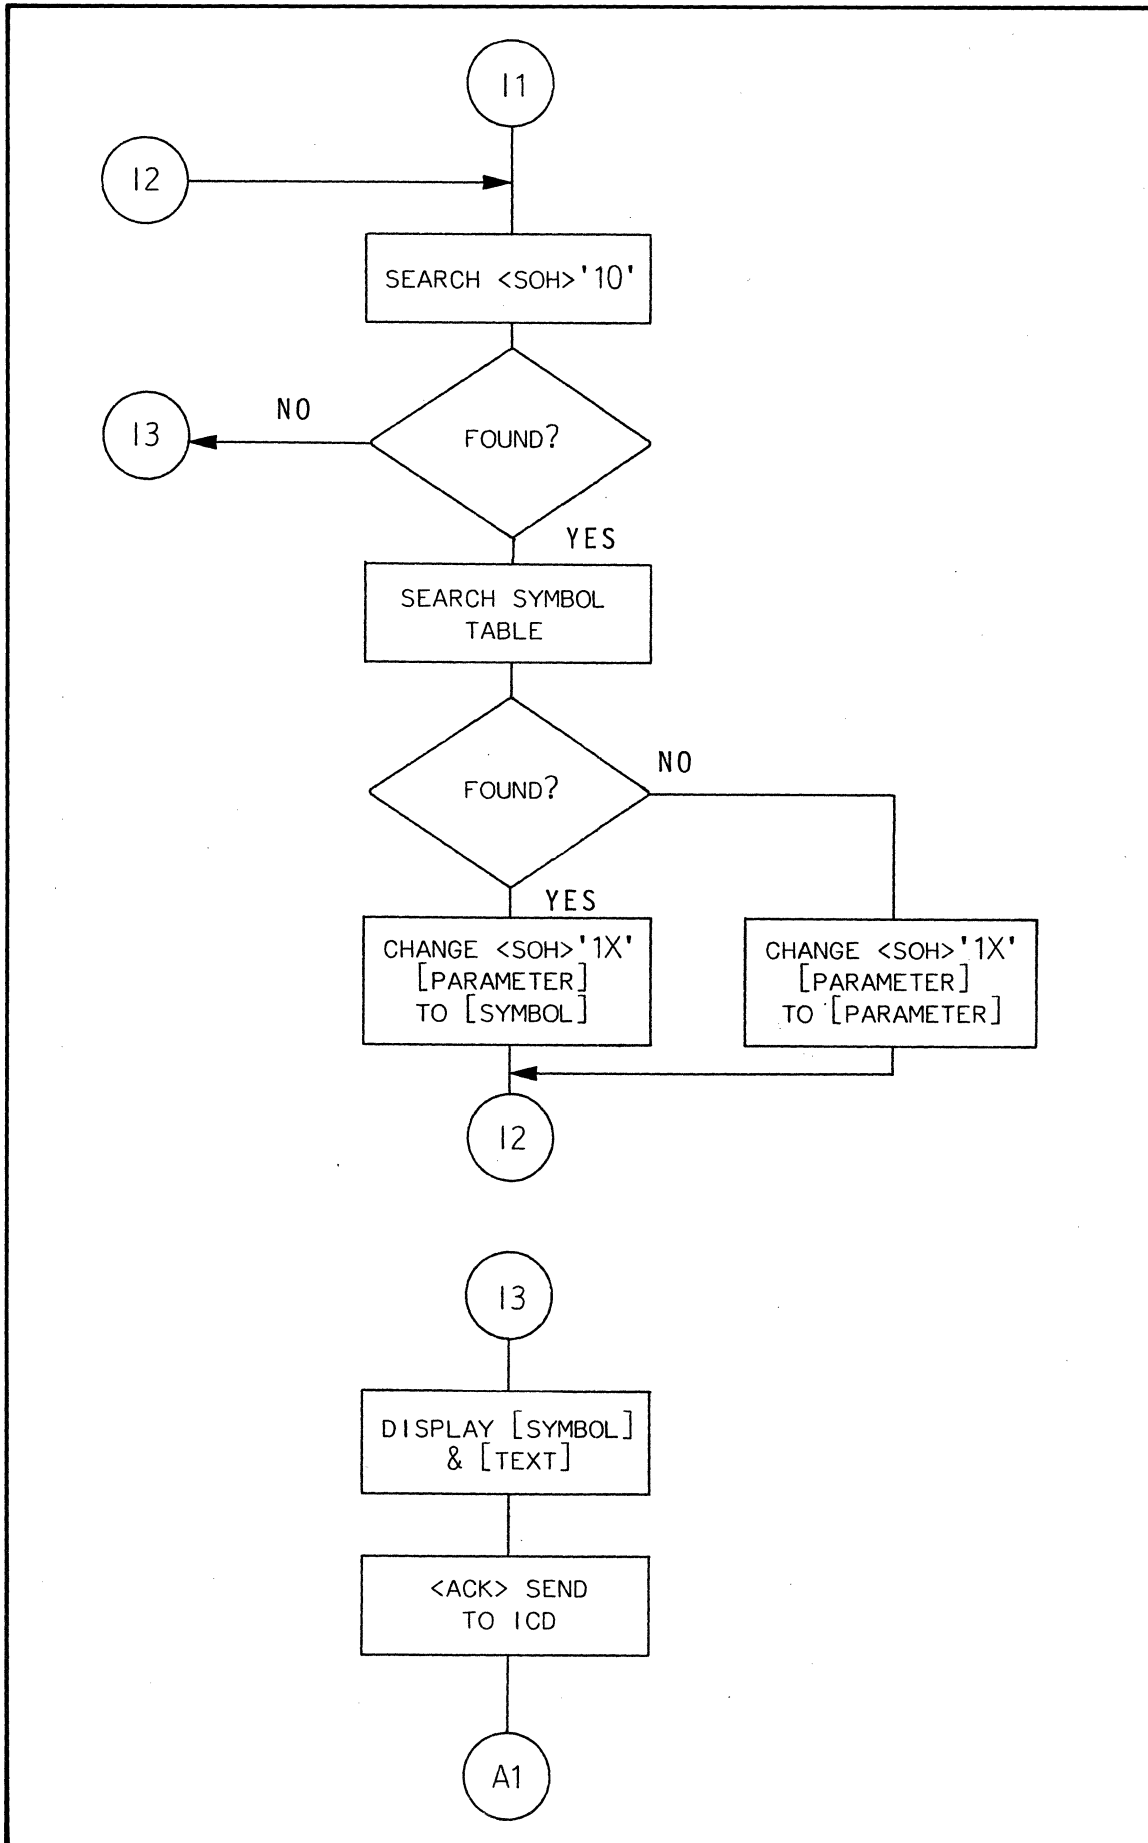 I1
I2
SEARCH <SOH>'10'
NO
I3
FOUND?
YES
SEARCH SYMBOL
TABLE
NO
FOUND?
YES
CHANGE <SOH>'1X'
[PARAMETER]
TO [SYMBOL]
CHANGE <SOH>'1X'
[PARAMETER]
TO [PARAMETER]
I2
I3
DISPLAY [SYMBOL]
& [TEXT]
<ACK> SEND
TO ICD
A1